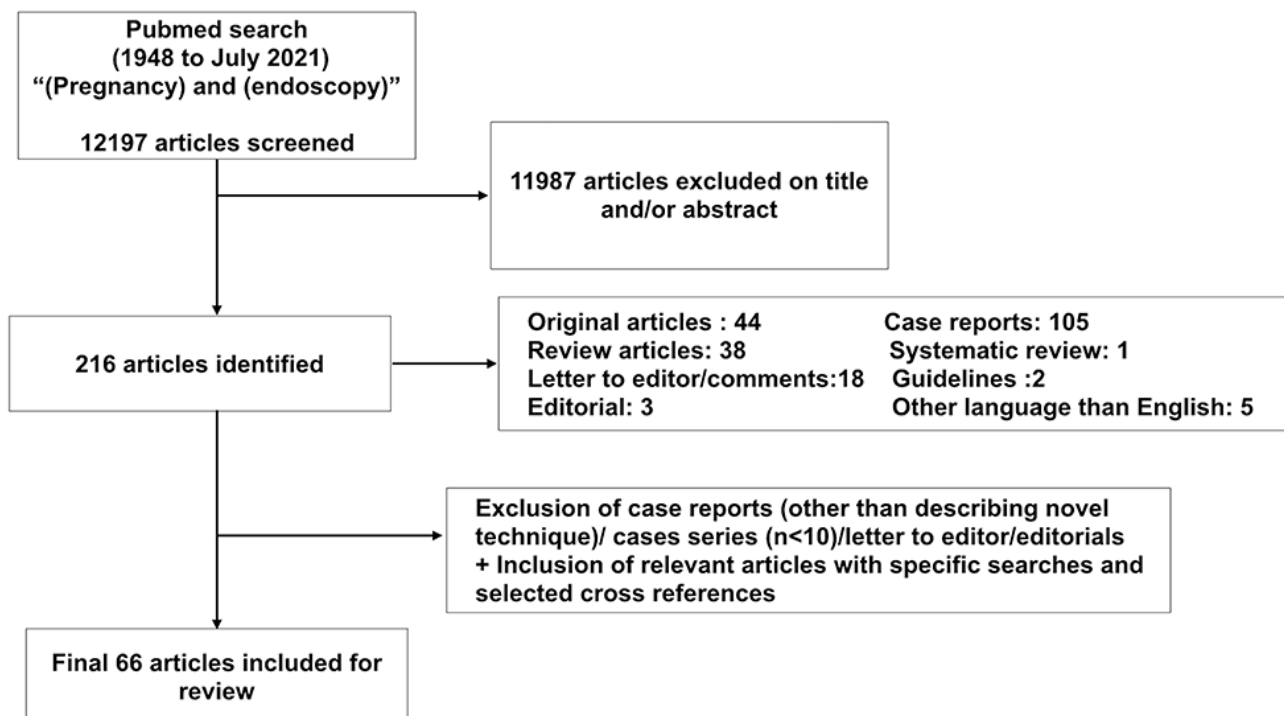 Pubmed search
(1948 to July 2021)
“(Pregnancy) and (endoscopy)”
12197 articles screened
11987 articles excluded on title
and/or abstract
216 articles identified
Original articles : 44 Case reports: 105
Review articles: 38 Systematic review: 1
Letter to editor/comments:18 Guidelines :2
Editorial: 3 Other language than English: 5
Exclusion of case reports (other than describing novel
technique)/ cases series (n<10)/letter to editor/editorials
+ Inclusion of relevant articles with specific searches and
selected cross references
Final 66 articles included for
review